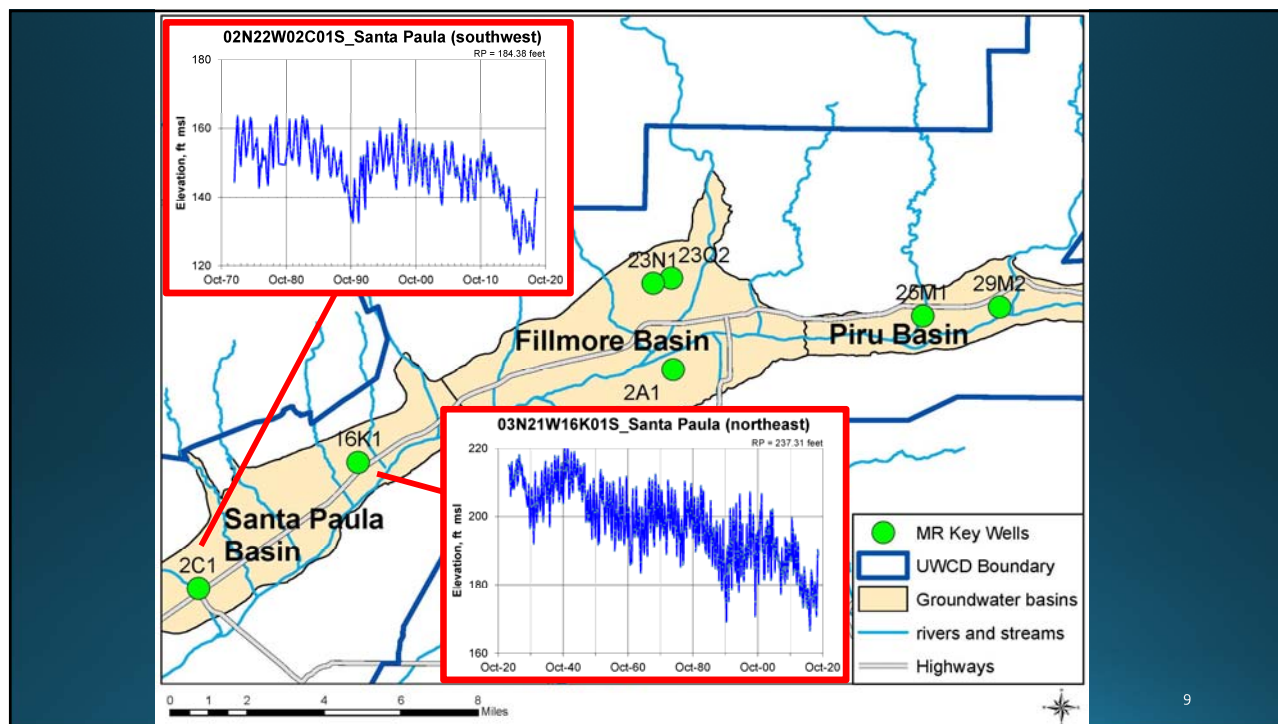 02N22W02C01S_Santa Paula (southwest)
RP = 184.38 feet
180
160
140
120
Elevation, ft msl
Oct-70
Oct-80
Oct-90
Oct-00
Oct-10
Oct-20
23N1
23Q2
25M1
29M2
Fillmore Basin
Piru Basin
2A1
16K1
Santa Paula
Basin
2C1
03N21W16K01S_Santa Paula (northeast)
RP = 237.31 feet
220
200
180
160
Elevation, ft msl
Oct-20
Oct-40
Oct-60
Oct-80
Oct-00
Oct-20
MR Key Wells
UWCD Boundary
Groundwater basins
rivers and streams
Highways
0 1 2 4 6 8
Miles
9